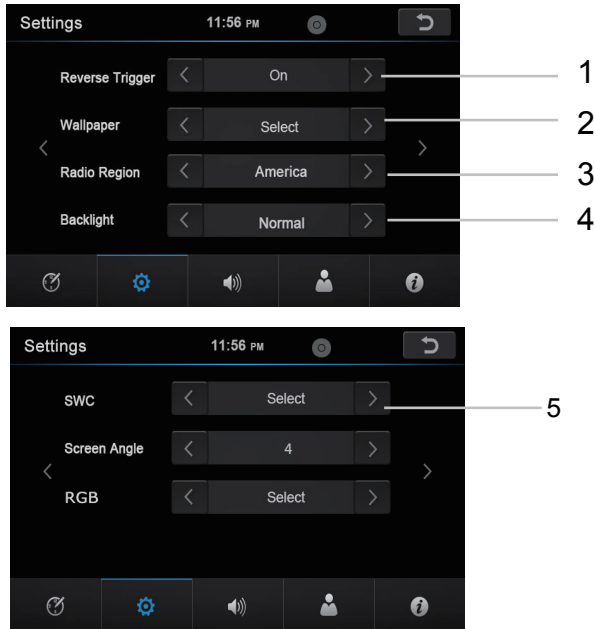 Settings 11:56 PM
Reverse Trigger On 1
Wallpaper Select 2
Radio Region America 3
Backlight Normal 4
Settings 11:56 PM
SWC Select 5
Screen Angle 4
RGB Select